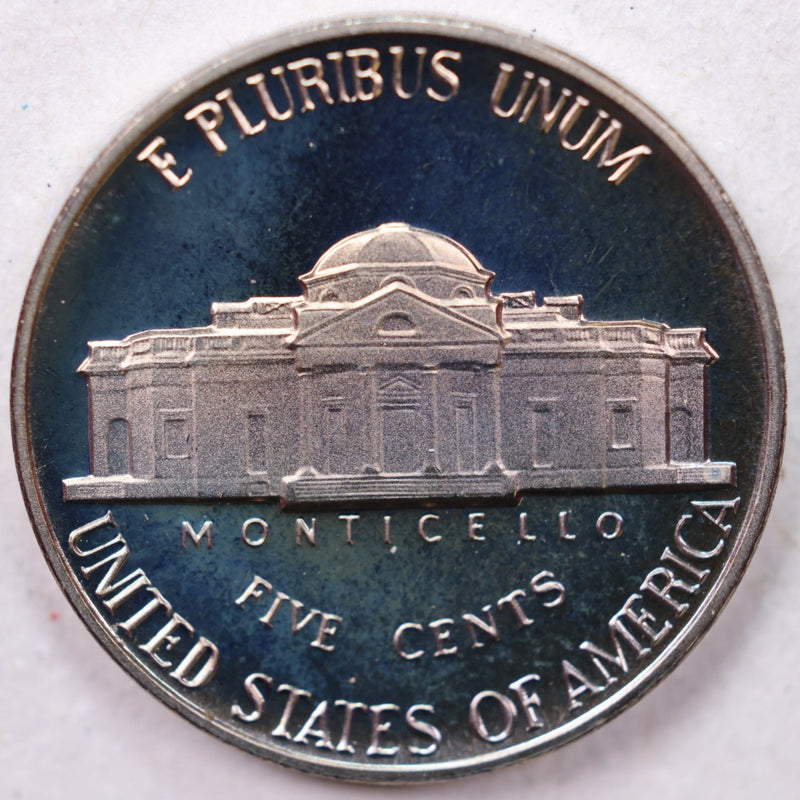 E PLURIBUS UNUM
MONTICELLO
FIVE CENTS
UNITED STATES OF AMERICA